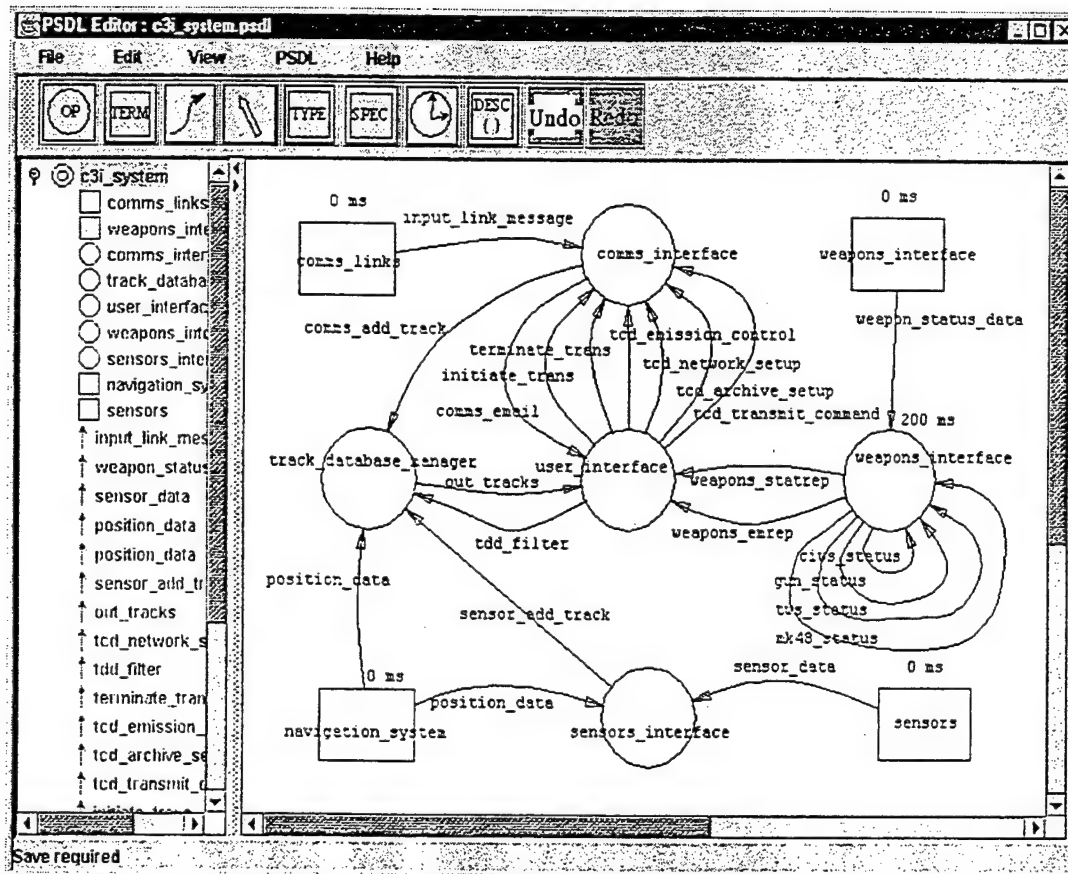 PSDL Editor : c3i_system.psdl
File Edit View PSDL Help
OP TERM TYPE SPEC DESC ( ) Undo Redo
c3i_system
comms_links
weapons_inte
comms_inter
track_databa
user_interfac
weapons_inte
sensors_inte
navigation_sy
sensors
input_link_mes
weapon_status
sensor_data
position_data
position_data
sensor_add_tr
out_tracks
tcd_network_s
tdd_filter
terminate_tran
tcd_emission_
tcd_archive_se
tcd_transmit_c
initiate_trans
0 ms
comms_links
input_link_message
comms_interface
0 ms
weapons_interface
weapon_status_data
comms_add_track
terminate_trans
initiate_trans
comms_email
tcd_emission_control
tcd_network_setup
tcd_archive_setup
tcd_transmit_command
200 ms
track_database_manager
out_tracks
user_interface
weapons_interface
weapons_statrep
weapons_emrep
tdd_filter
ciws_status
gun_status
tws_status
mk48_status
position_data
sensor_add_track
0 ms
navigation_system
position_data
sensors_interface
sensor_data
0 ms
sensors
Save required